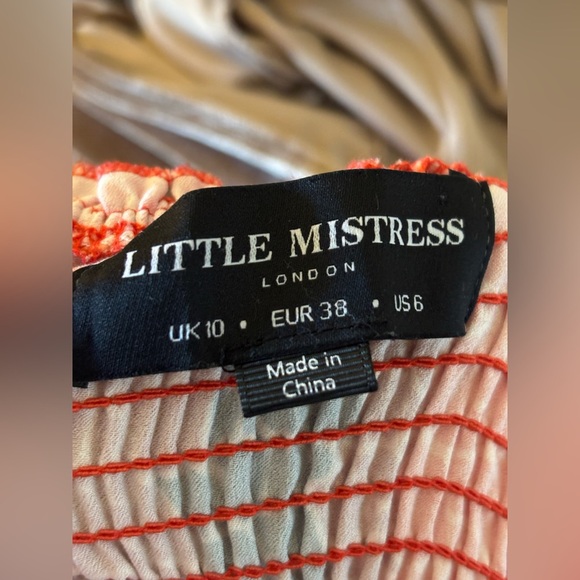 LITTLE MISTRESS
LONDON
UK 10 • EUR 38 • US 6
Made in
China